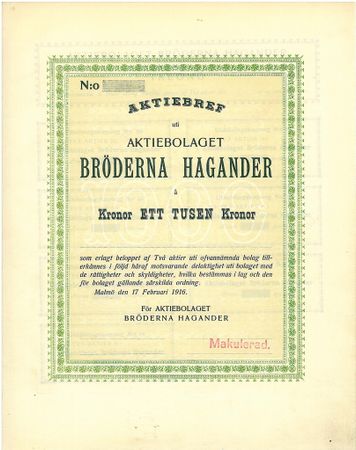 N:o
AKTIEBREF
uti
AKTIEBOLAGET
BRÖDERNA HAGANDER
å
Kronor ETT TUSEN Kronor
som erlagt beloppet af Två aktier uti ofvannämnda bolag till-
erkännes i följd häraf motsvarande delaktighet uti bolaget med
de rättigheter och skyldigheter, hvilka bestämmas i lag och den
för bolaget gällande särskilda ordning.
Malmö den 17 Februari 1916.
För AKTIEBOLAGET
BRÖDERNA HAGANDER
Makulerad.